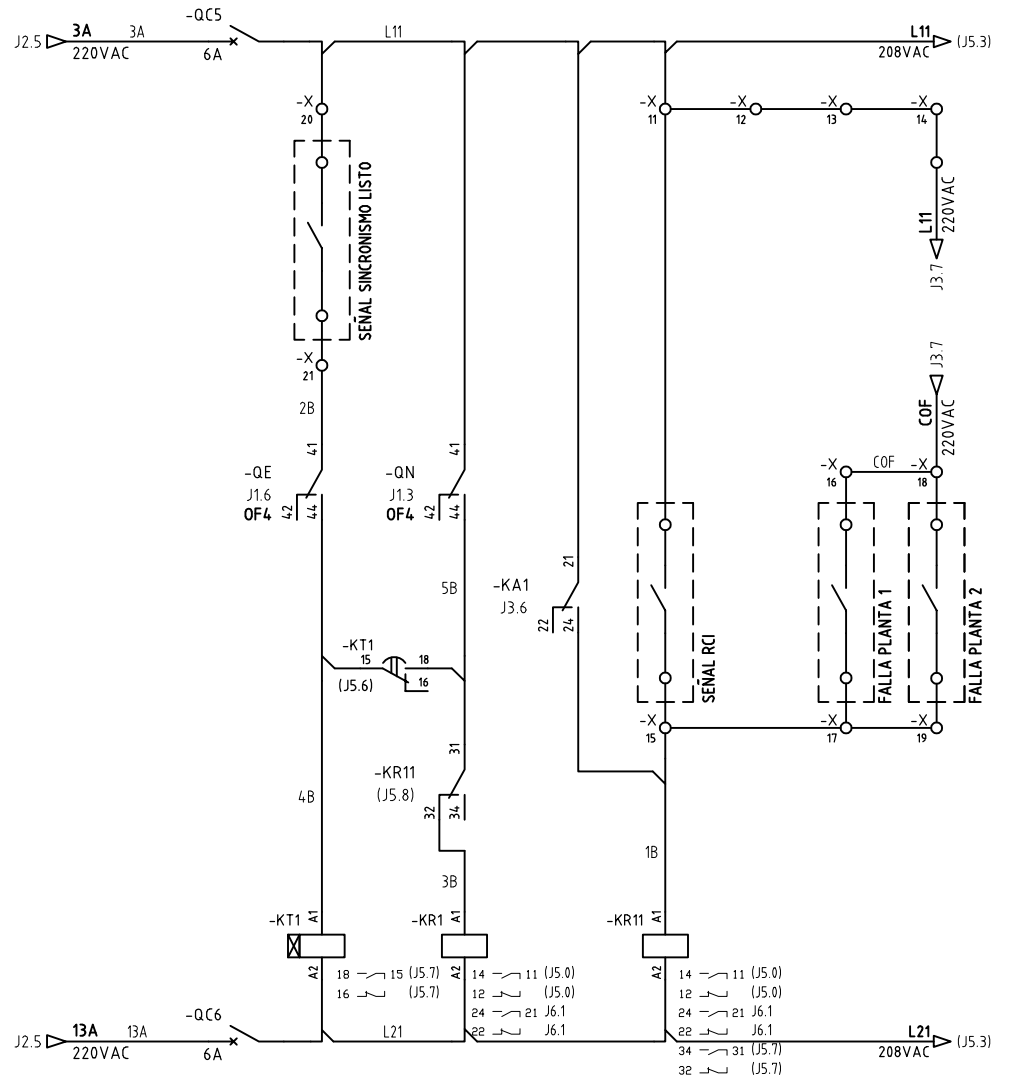 -QC5
J2.5 3A 3A L11 L11 (J5.3)
220VAC 6A 208VAC
-X -X -X -X -X
20 11 12 13 14
SEÑAL SINCRONISMO LISTO
L11
220VAC
J3.7
-X
21
J3.7
2B
COF
220VAC
41 41
-QE -QN
J1.6 J1.3
OF4 42 44 OF4 42 44
-X COF -X
16 18
5B
21
-KA1
J3.6
22 24
SEÑAL RCI
FALLA PLANTA 1
FALLA PLANTA 2
-KT1
15 18
(J5.6) 16
-X -X -X
15 17 19
31
-KR11
(J5.8)
32 34
4B
1B
3B
-KT1 A1 -KR1 A1 -KR11 A1
A2 A2 A2
18 15 (J5.7) 14 11 (J5.0) 14 11 (J5.0)
16 (J5.7) 12 (J5.0) 12 (J5.0)
24 21 J6.1 24 21 J6.1
22 J6.1 22 J6.1
34 31 (J5.7)
32 (J5.7)
-QC6
J2.5 13A 13A L21 L21 (J5.3)
220VAC 6A 208VAC